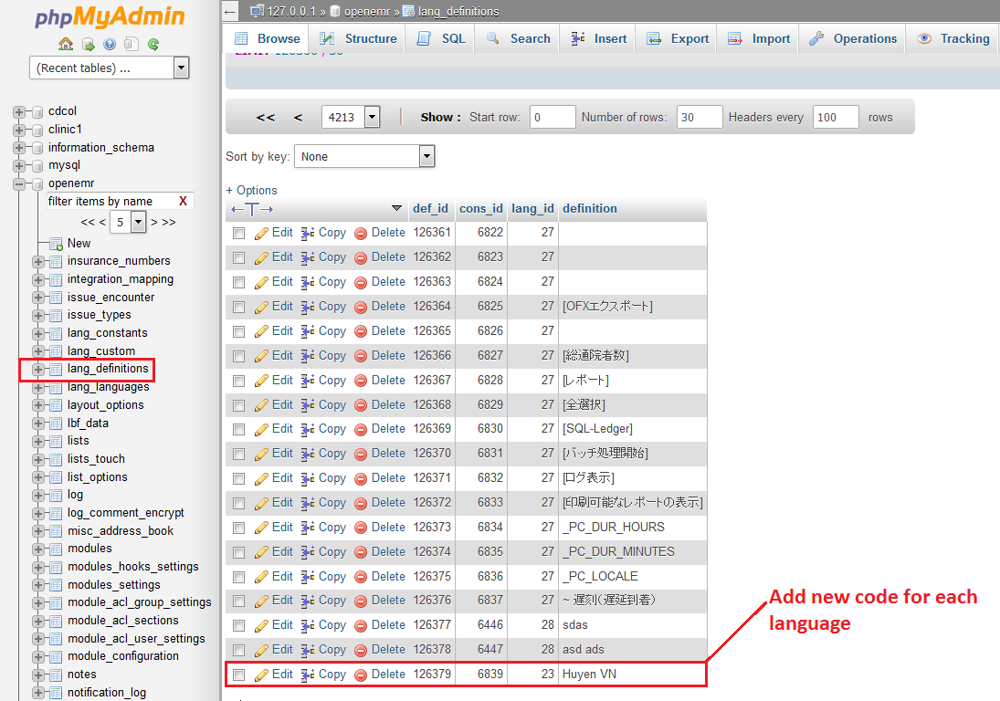 phpMyAdmin
(Recent tables) ...
cdcol
clinic1
information_schema
mysql
openemr
filter items by name X
<< < 5 > >>
New
insurance_numbers
integration_mapping
issue_encounter
issue_types
lang_constants
lang_custom
lang_definitions
lang_languages
layout_options
lbf_data
lists
lists_touch
list_options
log
log_comment_encrypt
misc_address_book
modules
modules_hooks_settings
modules_settings
module_acl_group_settings
module_acl_sections
module_acl_user_settings
module_configuration
notes
notification_log
127.0.0.1 » openemr » lang_definitions
Browse Structure SQL Search Insert Export Import Operations Tracking
<< < 4213 Show : Start row: 0 Number of rows: 30 Headers every 100 rows
Sort by key: None
+ Options
←T→ def_id cons_id lang_id definition
Edit Copy Delete 126361 6822 27
Edit Copy Delete 126362 6823 27
Edit Copy Delete 126363 6824 27
Edit Copy Delete 126364 6825 27 [OFXエクスポート]
Edit Copy Delete 126365 6826 27
Edit Copy Delete 126366 6827 27 [総通院者数]
Edit Copy Delete 126367 6828 27 [レポート]
Edit Copy Delete 126368 6829 27 [全選択]
Edit Copy Delete 126369 6830 27 [SQL-Ledger]
Edit Copy Delete 126370 6831 27 [バッチ処理開始]
Edit Copy Delete 126371 6832 27 [ログ表示]
Edit Copy Delete 126372 6833 27 [印刷可能なレポートの表示]
Edit Copy Delete 126373 6834 27 _PC_DUR_HOURS
Edit Copy Delete 126374 6835 27 _PC_DUR_MINUTES
Edit Copy Delete 126375 6836 27 _PC_LOCALE
Edit Copy Delete 126376 6837 27 ~ 遅刻（遅延到着）
Edit Copy Delete 126377 6446 28 sdas
Edit Copy Delete 126378 6447 28 asd ads
Edit Copy Delete 126379 6839 23 Huyen VN
Add new code for each
language